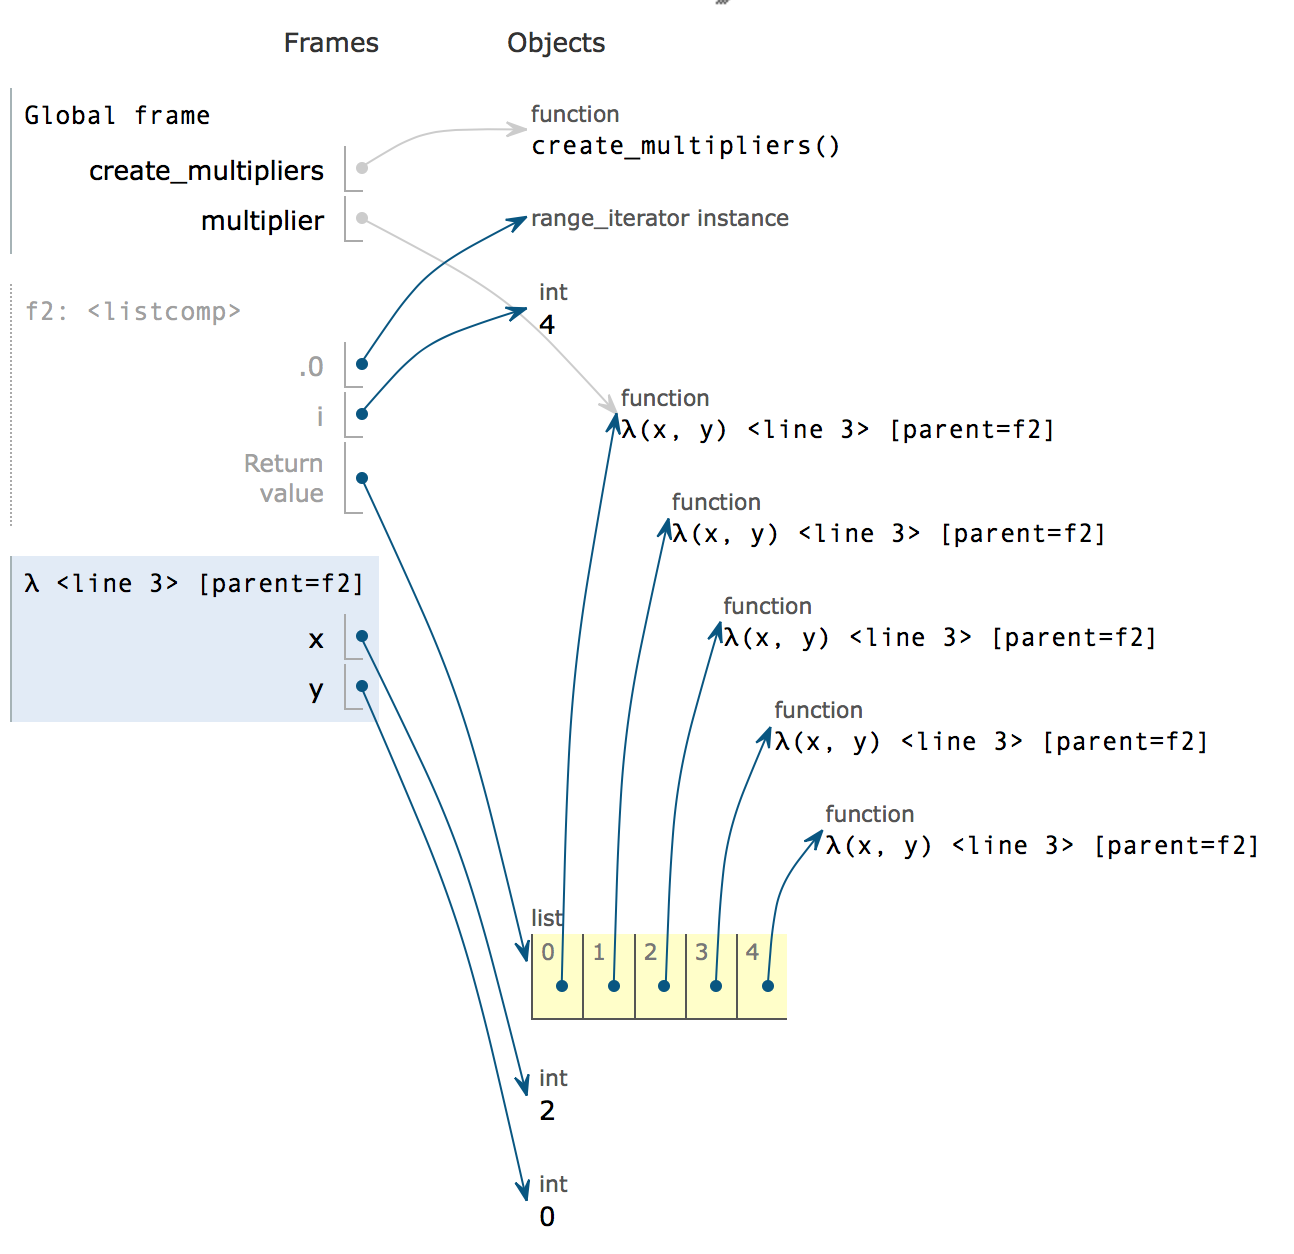 Frames Objects
Global frame
create_multipliers
multiplier
function
create_multipliers()
range_iterator instance
int
4
f2: <listcomp>
.0
i
Return
value
function
λ(x, y) <line 3> [parent=f2]
function
λ(x, y) <line 3> [parent=f2]
λ <line 3> [parent=f2]
x
y
function
λ(x, y) <line 3> [parent=f2]
function
λ(x, y) <line 3> [parent=f2]
function
λ(x, y) <line 3> [parent=f2]
list
0 1 2 3 4
int
2
int
0